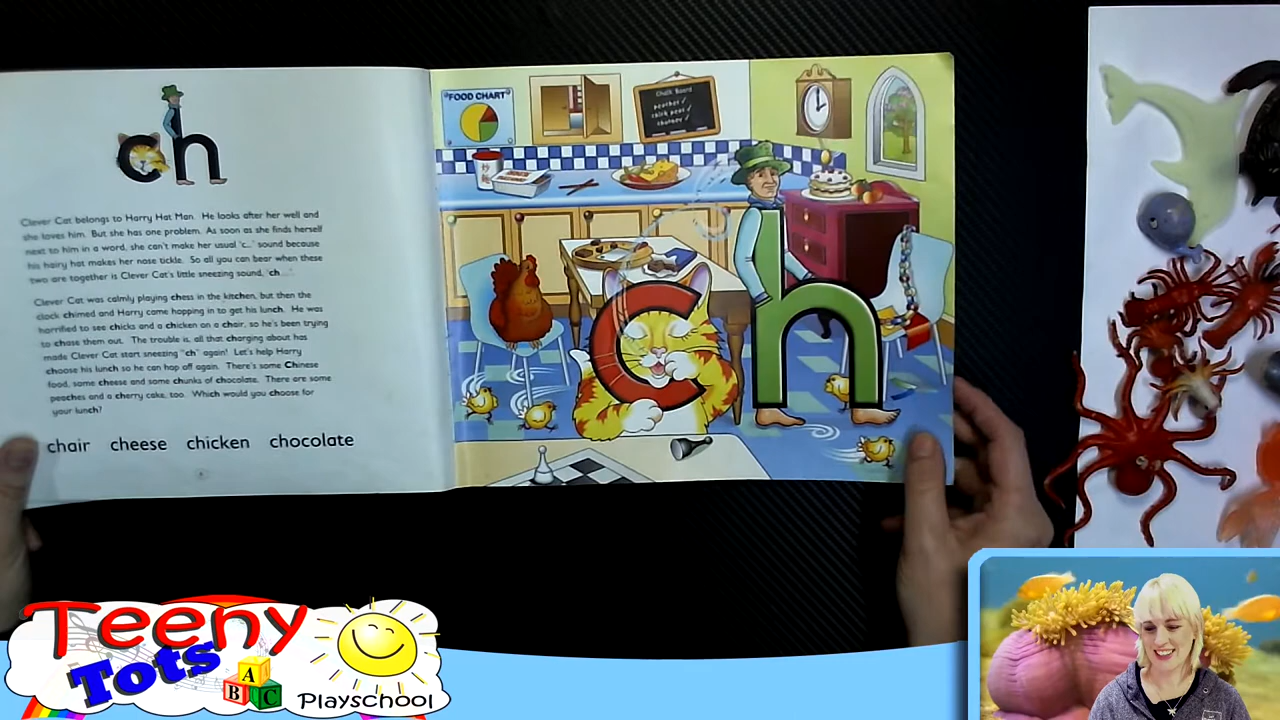 ch
Clever Cat belongs to Harry Hat Man. He looks after her well and
she loves him. But she has one problem. As soon as she finds herself
next to him in a word, she can't make her usual 'c...' sound because
his hairy hat makes her nose tickle. So all you can hear when these
two are together is Clever Cat's little sneezing sound, 'ch...'.
Clever Cat was calmly playing chess in the kitchen, but then the
clock chimed and Harry came hopping in to get his lunch. He was
horrified to see chicks and a chicken on a chair, so he's been trying
to chase them out. The trouble is, all that charging about has
made Clever Cat start sneezing "ch" again! Let's help Harry
choose his lunch so he can hop off again. There's some Chinese
food, some cheese and some chunks of chocolate. There are some
peaches and a cherry cake, too. Which would you choose for
your lunch?
chair cheese chicken chocolate
FOOD CHART
Chalk Board
peaches ✓
chick peas ✓
chutney ✓
ch
Teeny
Tots
A
B C
Playschool